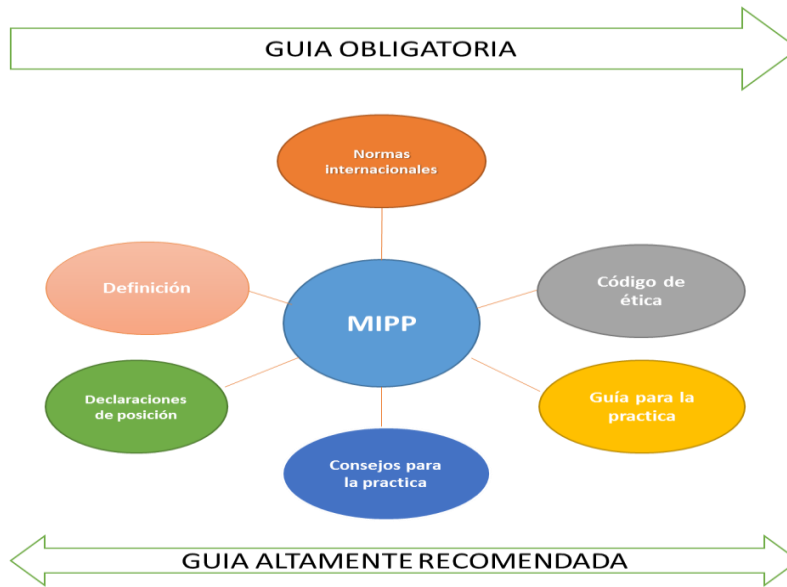 GUIA OBLIGATORIA
Normas
internacionales
Definición
Código de
ética
MIPP
Declaraciones
de posición
Guía para la
practica
Consejos para
la practica
GUIA ALTAMENTE RECOMENDADA